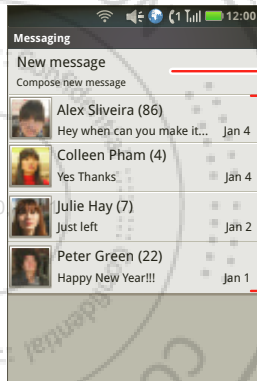 12:00
Messaging
New message
Compose new message
Alex Sliveira (86)
Hey when can you make it... Jan 4
Colleen Pham (4)
Yes Thanks Jan 4
Julie Hay (7)
Just left Jan 2
Peter Green (22)
Happy New Year!!! Jan 1
Confidential
Confidential